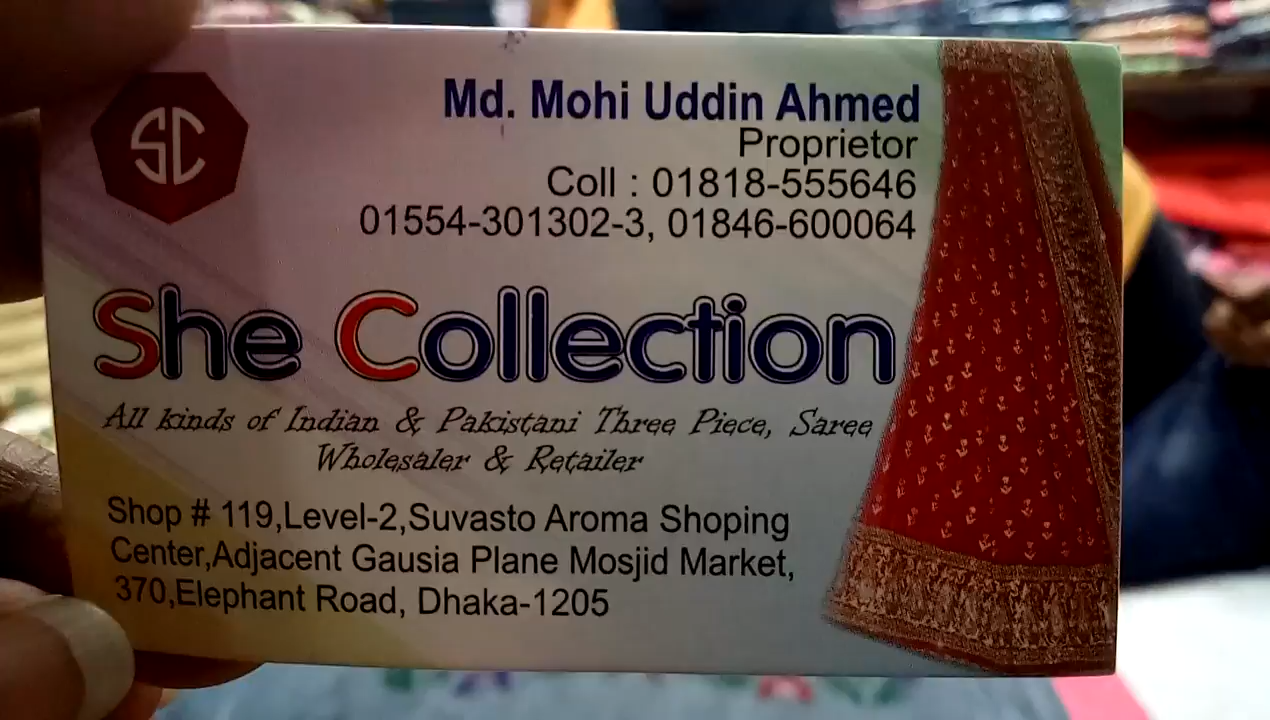 SC
Md. Mohi Uddin Ahmed
Proprietor
Coll : 01818-555646
01554-301302-3, 01846-600064
She Collection
All kinds of Indian & Pakistani Three Piece, Saree
Wholesaler & Retailer
Shop # 119,Level-2,Suvasto Aroma Shoping
Center,Adjacent Gausia Plane Mosjid Market,
370,Elephant Road, Dhaka-1205